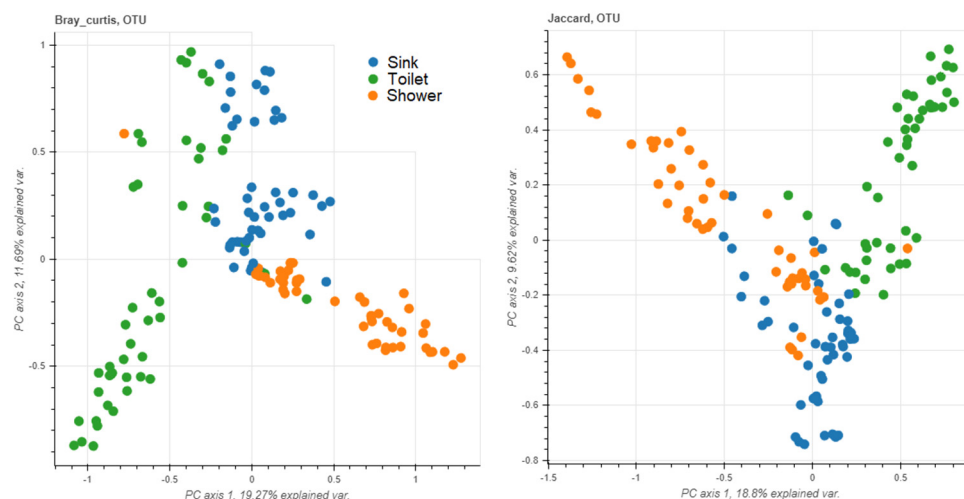 Bray_curtis, OTU
1
0.5
0
-0.5
-1
-0.5
0
0.5
1
PC axis 2, 11.69% explained var.
PC axis 1, 19.27% explained var.
Sink
Toilet
Shower
Jaccard, OTU
0.6
0.4
0.2
0
-0.2
-0.4
-0.6
-0.8
-1.5
-1
-0.5
0
0.5
PC axis 2, 9.62% explained var.
PC axis 1, 18.8% explained var.